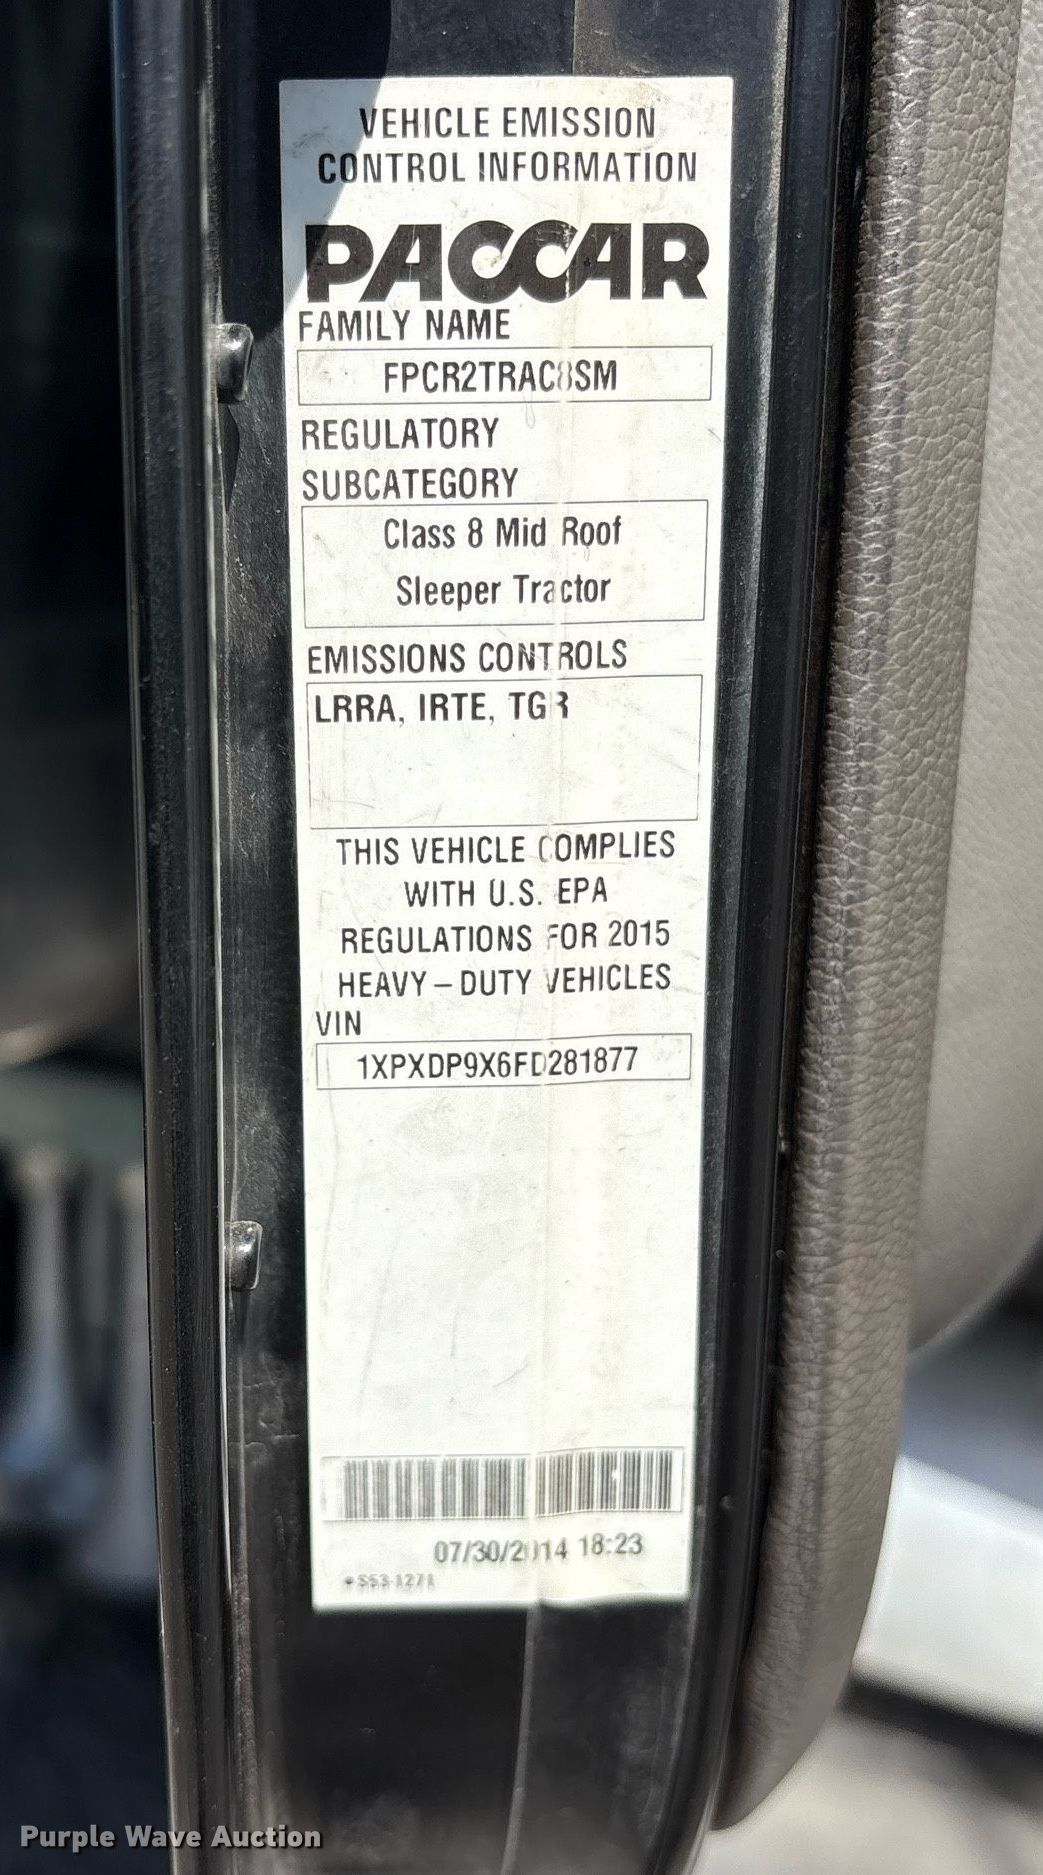 VEHICLE EMISSION
CONTROL INFORMATION
PACCAR
FAMILY NAME
FPCR2TRAC8SM
REGULATORY
SUBCATEGORY
Class 8 Mid Roof
Sleeper Tractor
EMISSIONS CONTROLS
LRRA, IRTE, TGR
THIS VEHICLE COMPLIES
WITH U.S. EPA
REGULATIONS FOR 2015
HEAVY-DUTY VEHICLES
VIN
1XPXDP9X6FD281877
07/30/2014 18:23
S53-1271
Purple Wave Auction